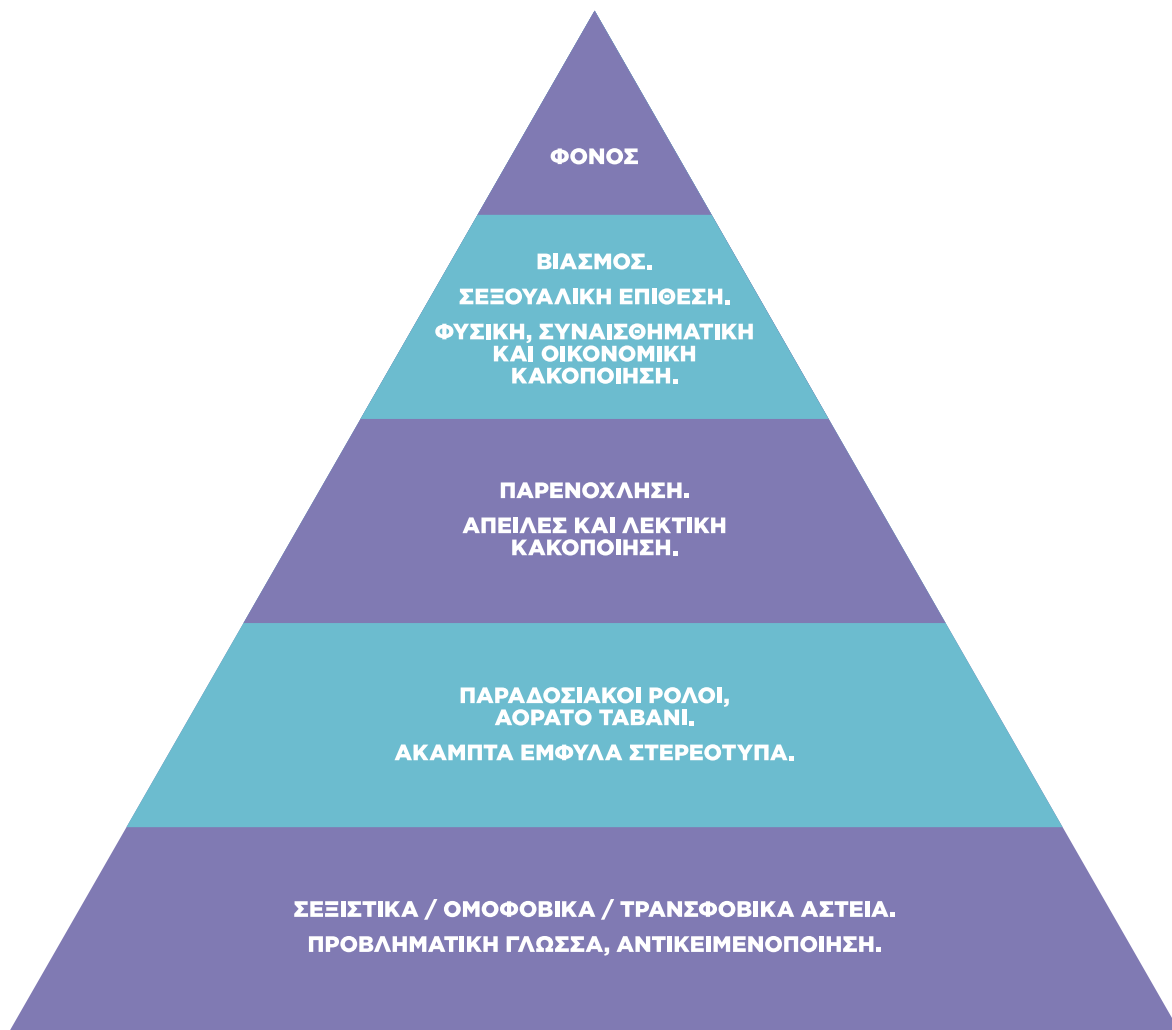 ΦΟΝΟΣ
ΒΙΑΣΜΟΣ.
ΣΕΞΟΥΑΛΙΚΗ ΕΠΙΘΕΣΗ.
ΦΥΣΙΚΗ, ΣΥΝΑΙΣΘΗΜΑΤΙΚΗ
ΚΑΙ ΟΙΚΟΝΟΜΙΚΗ
ΚΑΚΟΠΟΙΗΣΗ.
ΠΑΡΕΝΟΧΛΗΣΗ.
ΑΠΕΙΛΕΣ ΚΑΙ ΛΕΚΤΙΚΗ
ΚΑΚΟΠΟΙΗΣΗ.
ΠΑΡΑΔΟΣΙΑΚΟΙ ΡΟΛΟΙ,
ΑΟΡΑΤΟ ΤΑΒΑΝΙ.
ΑΚΑΜΠΤΑ ΕΜΦΥΛΑ ΣΤΕΡΕΟΤΥΠΑ.
ΣΕΞΙΣΤΙΚΑ / ΟΜΟΦΟΒΙΚΑ / ΤΡΑΝΣΦΟΒΙΚΑ ΑΣΤΕΙΑ.
ΠΡΟΒΛΗΜΑΤΙΚΗ ΓΛΩΣΣΑ, ΑΝΤΙΚΕΙΜΕΝΟΠΟΙΗΣΗ.